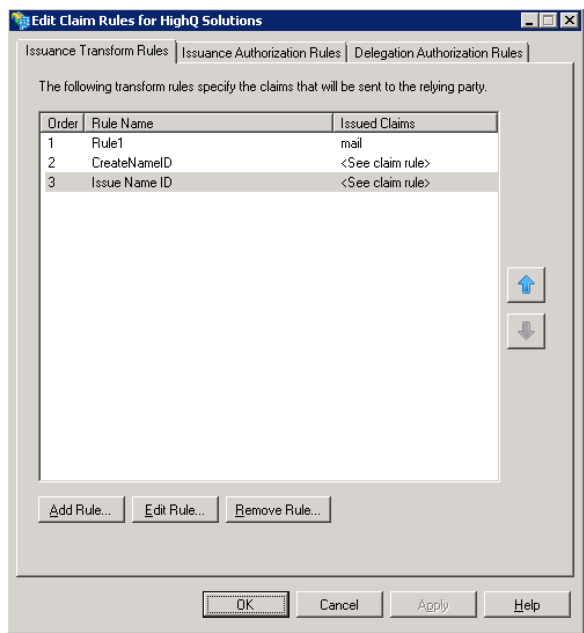 Edit Claim Rules for HighQ Solutions
Issuance Transform Rules Issuance Authorization Rules Delegation Authorization Rules
The following transform rules specify the claims that will be sent to the relying party.
Order Rule Name Issued Claims
1 Rule1 mail
2 CreateNameID <See claim rule>
3 Issue Name ID <See claim rule>
Add Rule... Edit Rule... Remove Rule...
OK Cancel Apply Help